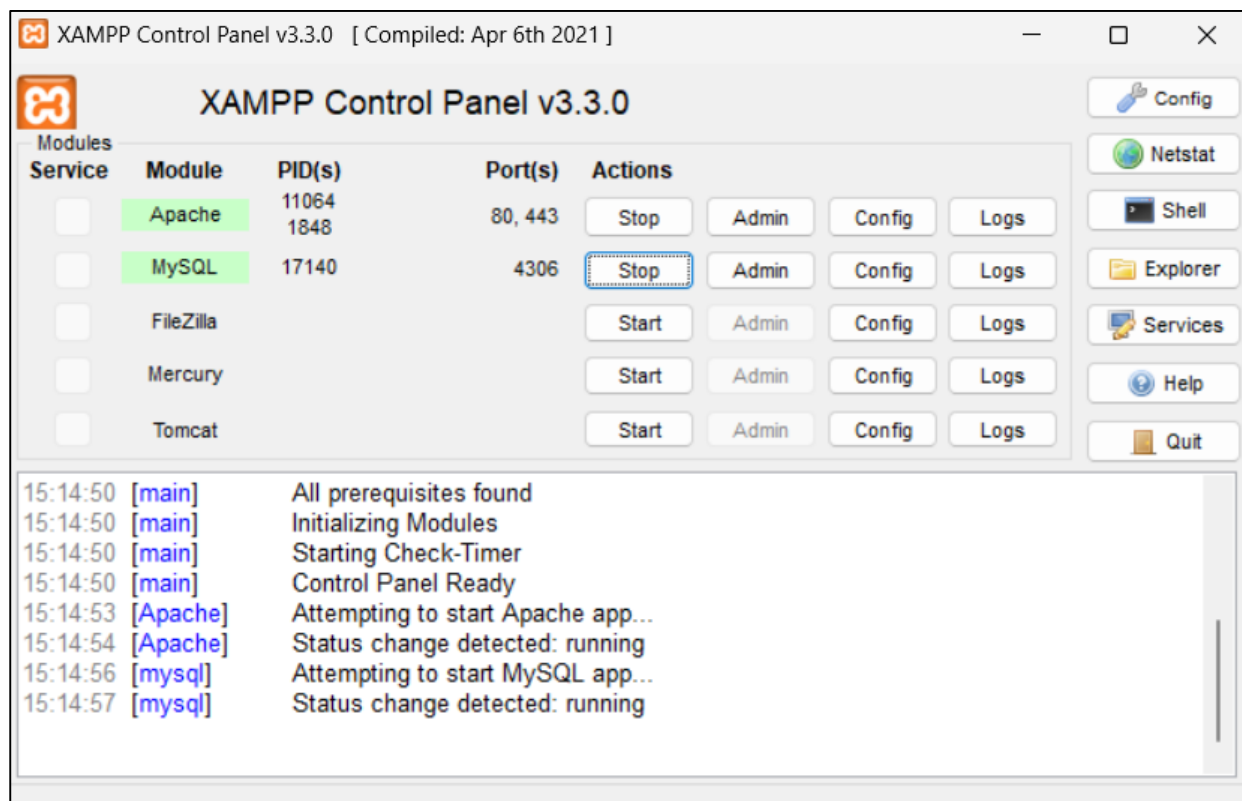 XAMPP Control Panel v3.3.0 [ Compiled: Apr 6th 2021 ]
XAMPP Control Panel v3.3.0
Config
Modules
Netstat
Service Module PID(s) Port(s) Actions
Apache 11064 1848 80, 443 Stop Admin Config Logs
Shell
MySQL 17140 4306 Stop Admin Config Logs
Explorer
FileZilla Start Admin Config Logs
Services
Mercury Start Admin Config Logs
Help
Tomcat Start Admin Config Logs
Quit
15:14:50 [main] All prerequisites found
15:14:50 [main] Initializing Modules
15:14:50 [main] Starting Check-Timer
15:14:50 [main] Control Panel Ready
15:14:53 [Apache] Attempting to start Apache app...
15:14:54 [Apache] Status change detected: running
15:14:56 [mysql] Attempting to start MySQL app...
15:14:57 [mysql] Status change detected: running